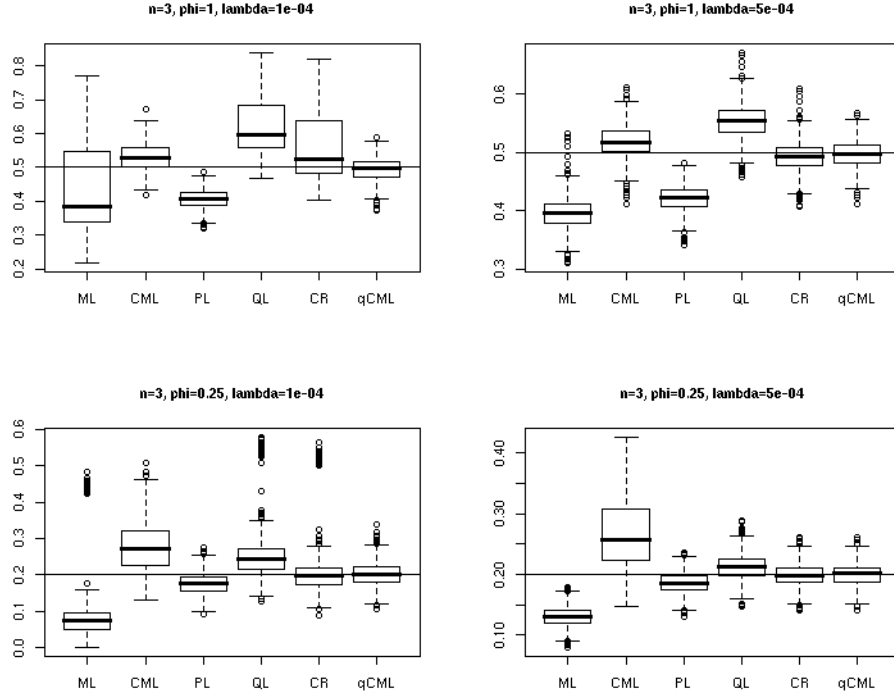 n=3, phi=1, lambda=1e-04
0.8
0.7
0.6
0.5
0.4
0.3
0.2
ML CML PL QL CR qCML
n=3, phi=1, lambda=5e-04
0.6
0.5
0.4
0.3
ML CML PL QL CR qCML
n=3, phi=0.25, lambda=1e-04
0.6
0.5
0.4
0.3
0.2
0.1
0.0
ML CML PL QL CR qCML
n=3, phi=0.25, lambda=5e-04
0.40
0.30
0.20
0.10
ML CML PL QL CR qCML